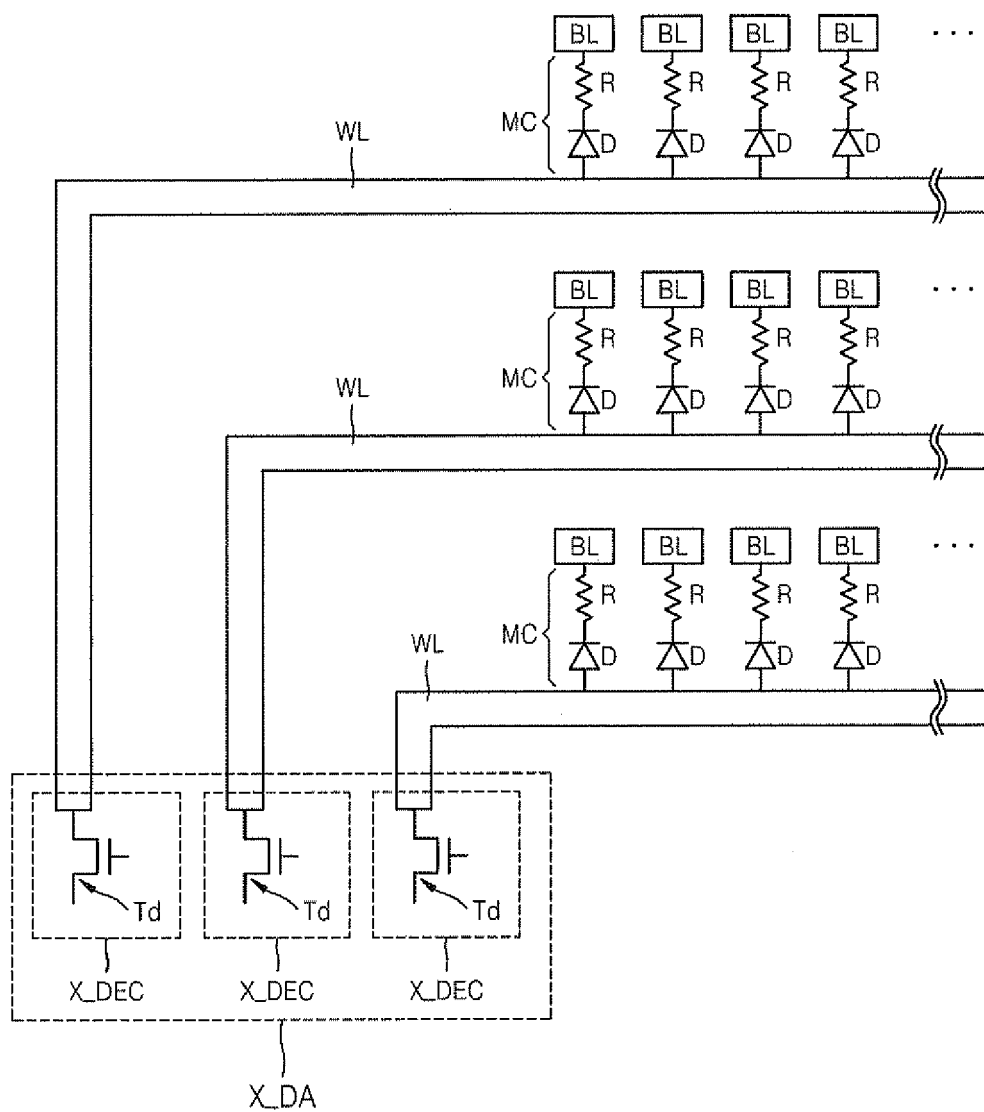 BL BL BL BL ...
R R R R
MC
D D D D
WL
BL BL BL BL ...
R R R R
MC
D D D D
WL
BL BL BL BL ...
R R R R
MC
D D D D
WL
Td Td Td
X_DEC X_DEC X_DEC
X_DA